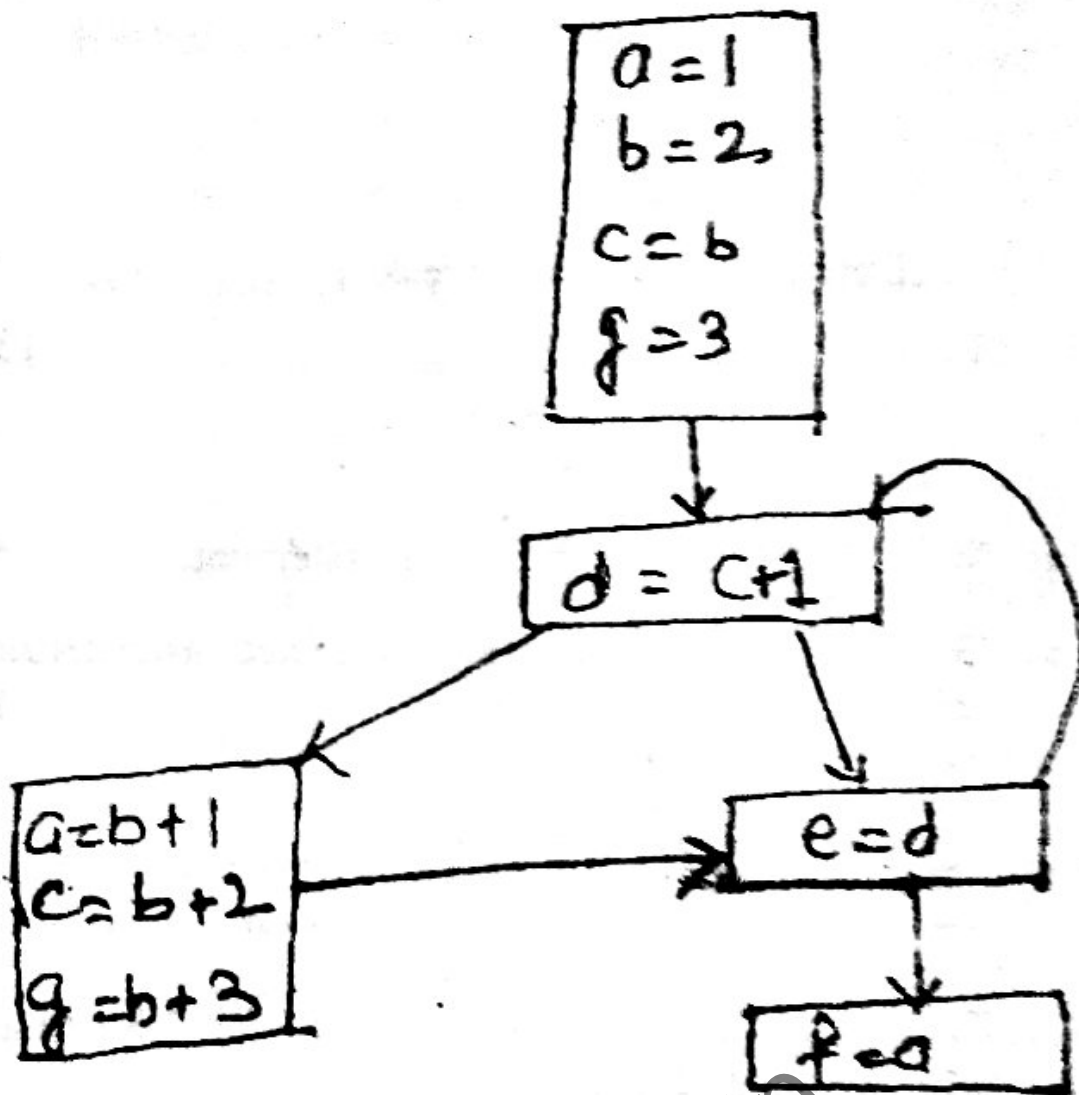 a = 1
b = 2
c = b
g = 3
d = c+1
a=b+1
c= b+2
g =b+3
e=d
f =a